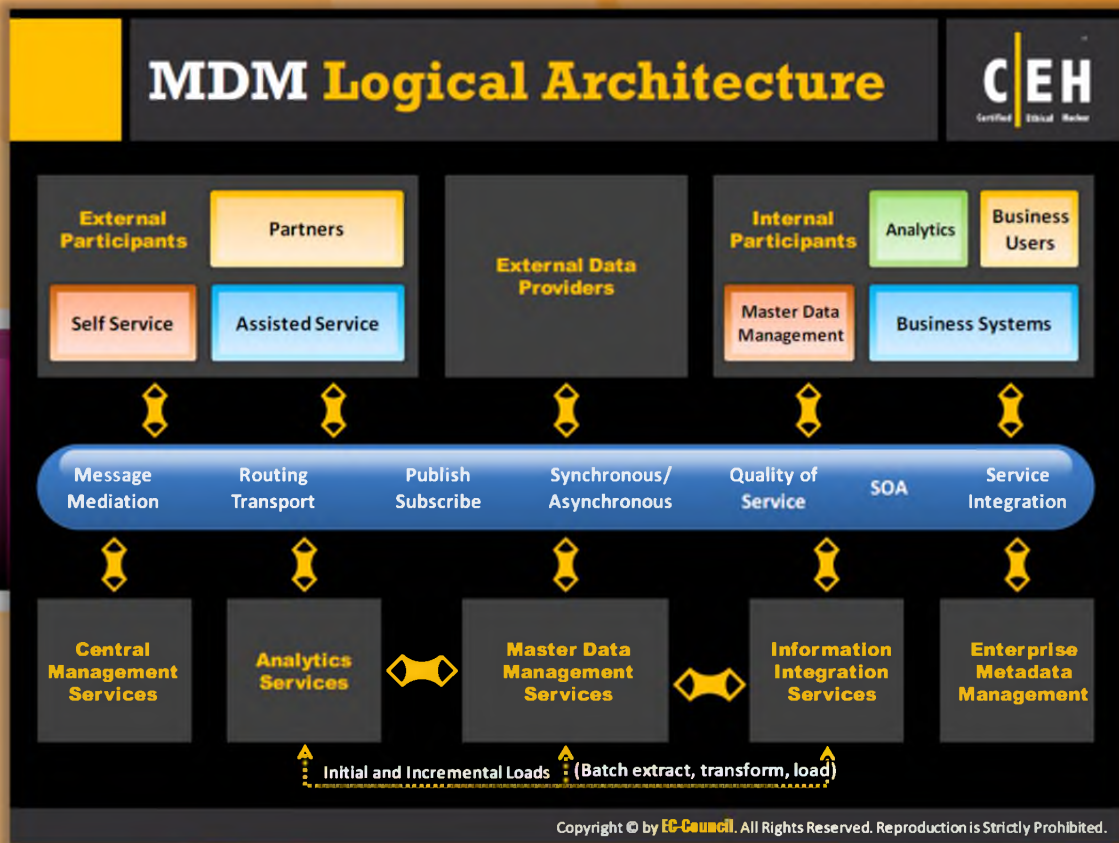 MDM Logical Architecture
CEH
Certified Ethical Hacker
External
Participants
Partners
Self Service
Assisted Service
External Data
Providers
Internal
Participants
Analytics
Business
Users
Master Data
Management
Business Systems
Message
Mediation
Routing
Transport
Publish
Subscribe
Synchronous/
Asynchronous
Quality of
Service
SOA
Service
Integration
Central
Management
Services
Analytics
Services
Master Data
Management
Services
Information
Integration
Services
Enterprise
Metadata
Management
Initial and Incremental Loads
(Batch extract, transform, load)
Copyright © by EC-Council. All Rights Reserved. Reproduction is Strictly Prohibited.